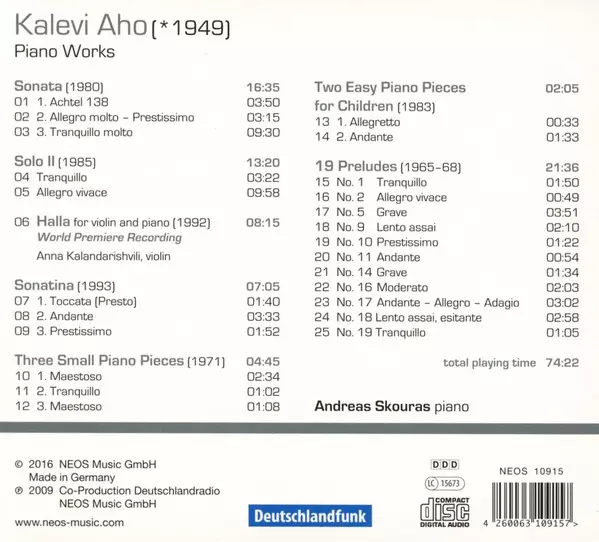 Kalevi Aho (*1949)
Piano Works
Sonata (1980) 16:35
01 1. Achtel 138 03:50
02 2. Allegro molto – Prestissimo 03:15
03 3. Tranquillo molto 09:30
Solo II (1985) 13:20
04 Tranquillo 03:22
05 Allegro vivace 09:58
06 Halla for violin and piano (1992) 08:15
World Premiere Recording
Anna Kalandarishvili, violin
Sonatina (1993) 07:05
07 1. Toccata (Presto) 01:40
08 2. Andante 03:33
09 3. Prestissimo 01:52
Three Small Piano Pieces (1971) 04:45
10 1. Maestoso 02:34
11 2. Tranquillo 01:02
12 3. Maestoso 01:08
Two Easy Piano Pieces 02:05
for Children (1983)
13 1. Allegretto 00:33
14 2. Andante 01:33
19 Preludes (1965–68) 21:36
15 No. 1 Tranquillo 01:50
16 No. 2 Allegro vivace 00:49
17 No. 5 Grave 03:51
18 No. 9 Lento assai 02:10
19 No. 10 Prestissimo 01:22
20 No. 11 Andante 00:54
21 No. 14 Grave 01:34
22 No. 16 Moderato 02:03
23 No. 17 Andante – Allegro – Adagio 03:02
24 No. 18 Lento assai, esitante 02:58
25 No. 19 Tranquillo 01:05
total playing time 74:22
Andreas Skouras piano
© 2016 NEOS Music GmbH
Made in Germany
℗ 2009 Co-Production Deutschlandradio
NEOS Music GmbH
www.neos-music.com
Deutschlandfunk
DDD
LC 15673
COMPACT
disc
DIGITAL AUDIO
NEOS 10915
4 260063 109157